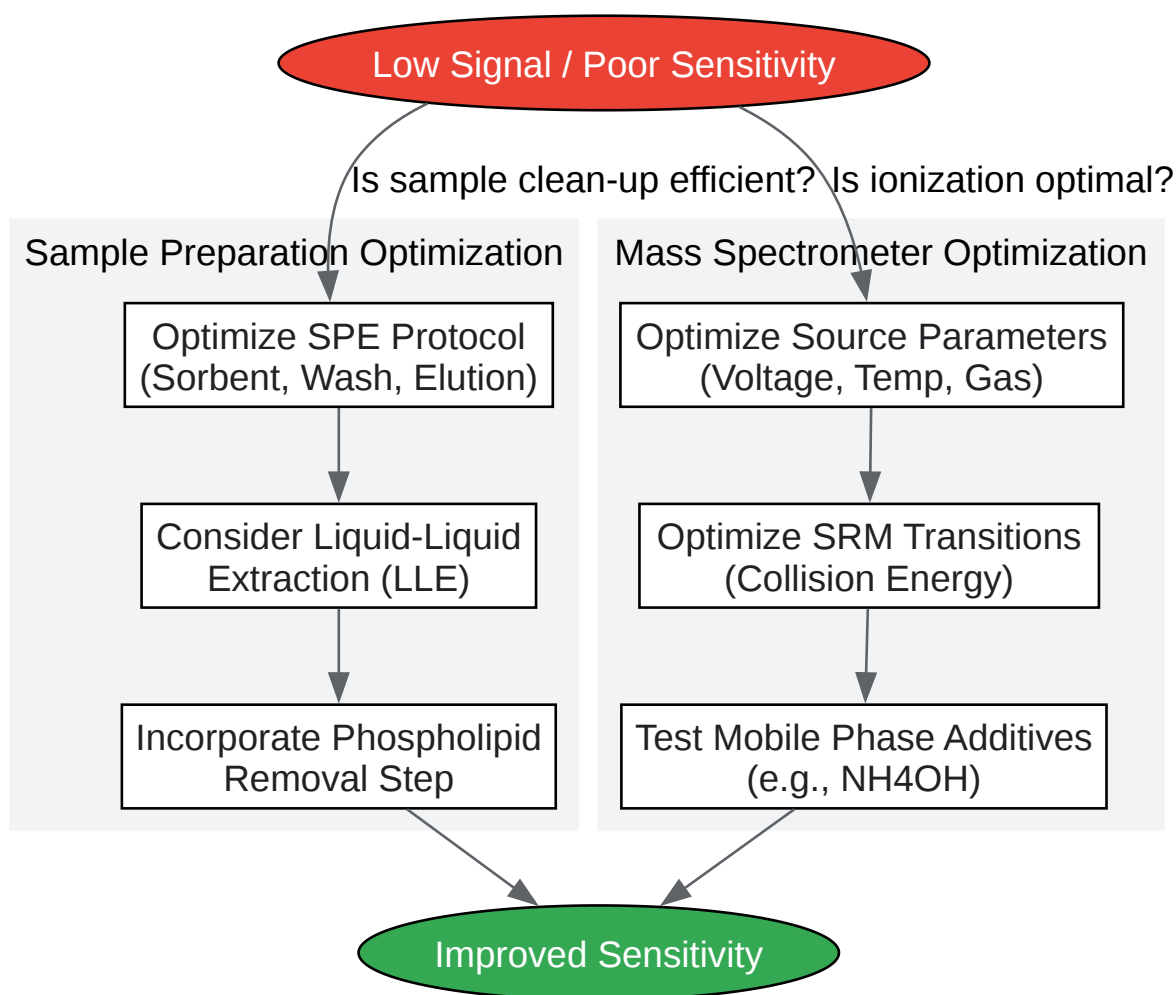 Low Signal / Poor Sensitivity
Is sample clean-up efficient?
Is ionization optimal?
Sample Preparation Optimization
Optimize SPE Protocol
(Sorbent, Wash, Elution)
Consider Liquid-Liquid
Extraction (LLE)
Incorporate Phospholipid
Removal Step
Mass Spectrometer Optimization
Optimize Source Parameters
(Voltage, Temp, Gas)
Optimize SRM Transitions
(Collision Energy)
Test Mobile Phase Additives
(e.g., NH4OH)
Improved Sensitivity